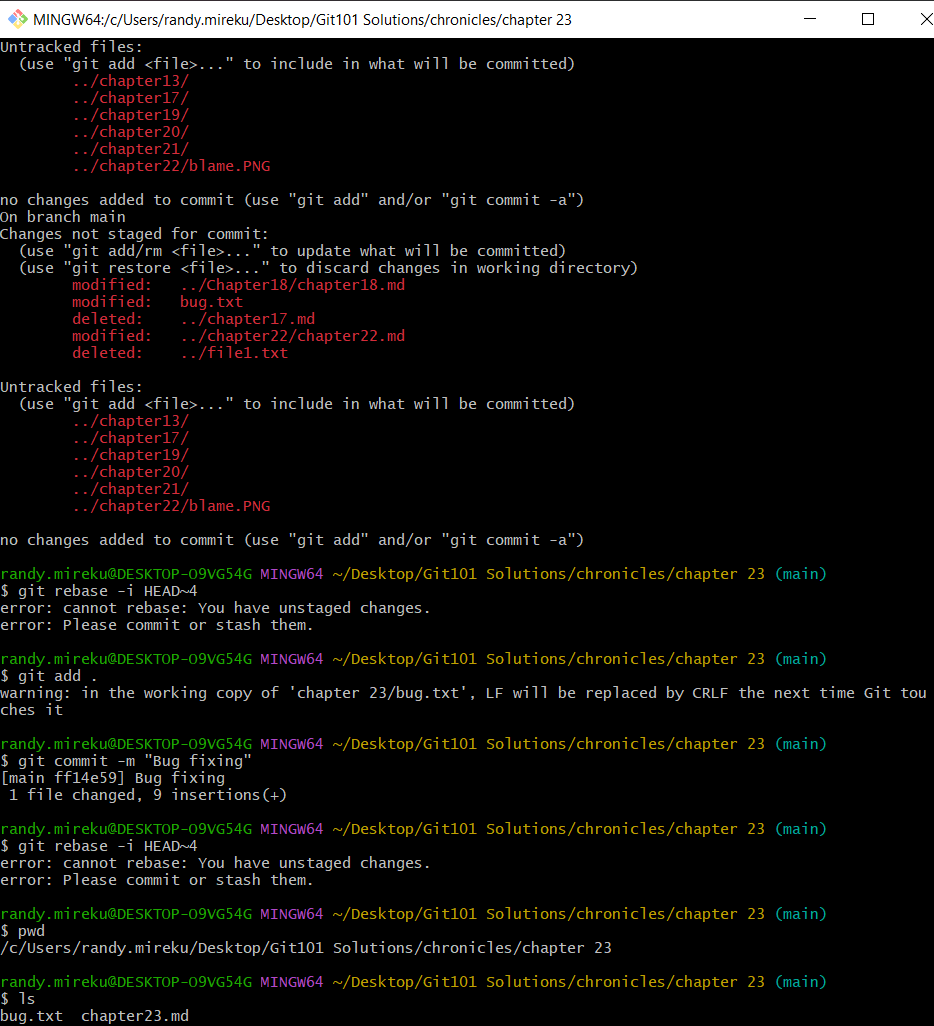 MINGW64:/c/Users/randy.mireku/Desktop/Git101 Solutions/chronicles/chapter 23
Untracked files:
  (use "git add <file>..." to include in what will be committed)
        ../chapter13/
        ../chapter17/
        ../chapter19/
        ../chapter20/
        ../chapter21/
        ../chapter22/blame.PNG

no changes added to commit (use "git add" and/or "git commit -a")
On branch main
Changes not staged for commit:
  (use "git add/rm <file>..." to update what will be committed)
  (use "git restore <file>..." to discard changes in working directory)
        modified:   ../Chapter18/chapter18.md
        modified:   bug.txt
        deleted:    ../chapter17.md
        modified:   ../chapter22/chapter22.md
        deleted:    ../file1.txt

Untracked files:
  (use "git add <file>..." to include in what will be committed)
        ../chapter13/
        ../chapter17/
        ../chapter19/
        ../chapter20/
        ../chapter21/
        ../chapter22/blame.PNG

no changes added to commit (use "git add" and/or "git commit -a")

randy.mireku@DESKTOP-O9VG54G MINGW64 ~/Desktop/Git101 Solutions/chronicles/chapter 23 (main)
$ git rebase -i HEAD~4
error: cannot rebase: You have unstaged changes.
error: Please commit or stash them.

randy.mireku@DESKTOP-O9VG54G MINGW64 ~/Desktop/Git101 Solutions/chronicles/chapter 23 (main)
$ git add .
warning: in the working copy of 'chapter 23/bug.txt', LF will be replaced by CRLF the next time Git tou
ches it

randy.mireku@DESKTOP-O9VG54G MINGW64 ~/Desktop/Git101 Solutions/chronicles/chapter 23 (main)
$ git commit -m "Bug fixing"
[main ff14e59] Bug fixing
 1 file changed, 9 insertions(+)

randy.mireku@DESKTOP-O9VG54G MINGW64 ~/Desktop/Git101 Solutions/chronicles/chapter 23 (main)
$ git rebase -i HEAD~4
error: cannot rebase: You have unstaged changes.
error: Please commit or stash them.

randy.mireku@DESKTOP-O9VG54G MINGW64 ~/Desktop/Git101 Solutions/chronicles/chapter 23 (main)
$ pwd
/c/Users/randy.mireku/Desktop/Git101 Solutions/chronicles/chapter 23

randy.mireku@DESKTOP-O9VG54G MINGW64 ~/Desktop/Git101 Solutions/chronicles/chapter 23 (main)
$ ls
bug.txt  chapter23.md